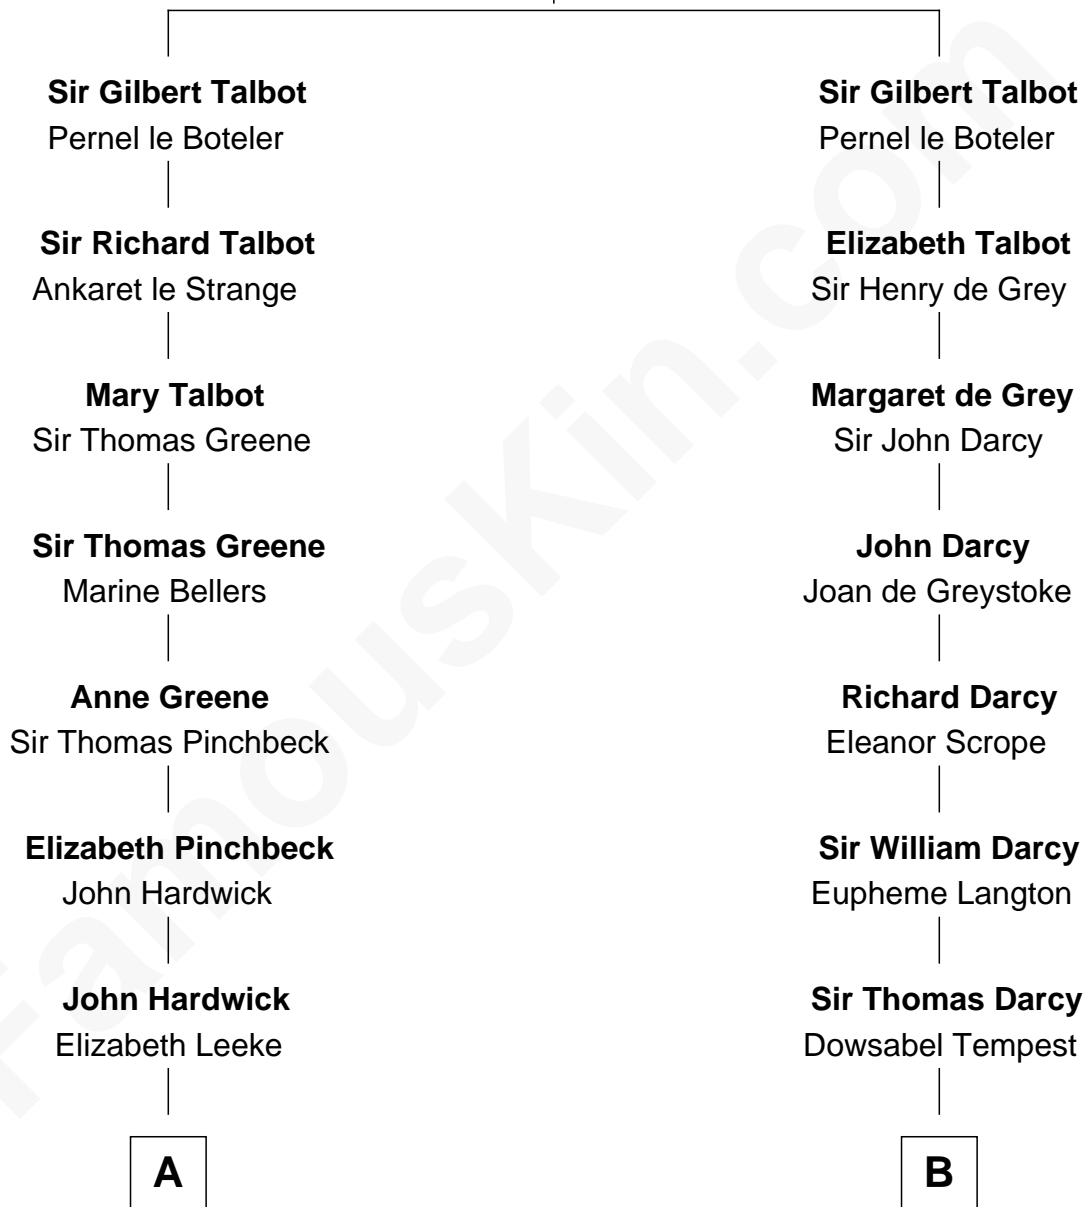 Sir Gilbert Talbot
Pernel le Boteler
Sir Richard Talbot
Ankaret le Strange
Mary Talbot
Sir Thomas Greene
Sir Thomas Greene
Marine Bellers
Anne Greene
Sir Thomas Pinchbeck
Elizabeth Pinchbeck
John Hardwick
John Hardwick
Elizabeth Leeke
A
Sir Gilbert Talbot
Pernel le Boteler
Elizabeth Talbot
Sir Henry de Grey
Margaret de Grey
Sir John Darcy
John Darcy
Joan de Greystoke
Richard Darcy
Eleanor Scrope
Sir William Darcy
Eupheme Langton
Sir Thomas Darcy
Dowsabel Tempest
B
FamousKin.com